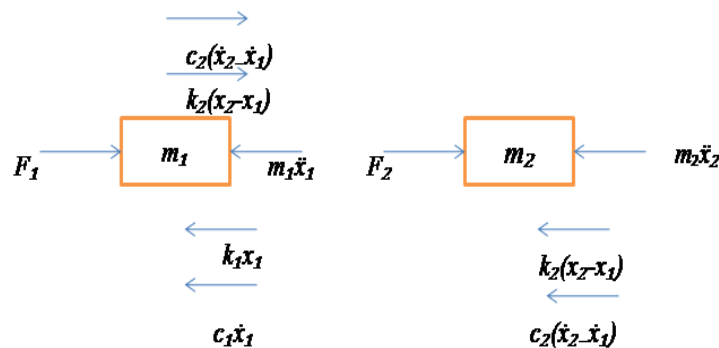 c₂(ẋ₂-ẋ₁)
k₂(x₂-x₁)
F₁ m₁ m₁ẍ₁
k₁x₁
c₁ẋ₁
F₂ m₂ m₂ẍ₂
k₂(x₂-x₁)
c₂(ẋ₂-ẋ₁)